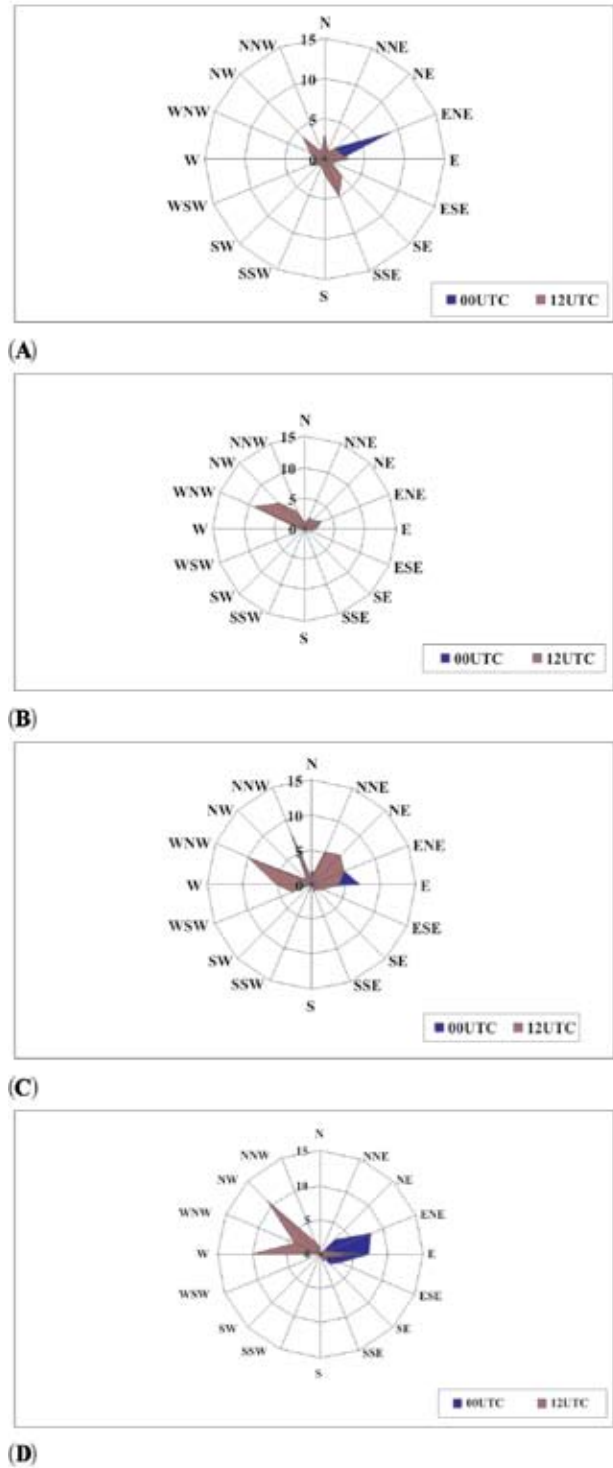 N
NNW 15 NNE
NW 10 NE
WNW 5 ENE
W 0 E
WSW ESE
SW SE
SSW SSE
S
00UTC 12UTC
(A)
N
NNW 15 NNE
NW 10 NE
WNW 5 ENE
W 0 E
WSW ESE
SW SE
SSW SSE
S
00UTC 12UTC
(B)
N
NNW 15 NNE
NW 10 NE
WNW 5 ENE
W 0 E
WSW ESE
SW SE
SSW SSE
S
00UTC 12UTC
(C)
N
NNW 15 NNE
NW 10 NE
WNW 5 ENE
W 0 E
WSW ESE
SW SE
SSW SSE
S
00UTC 12UTC
(D)